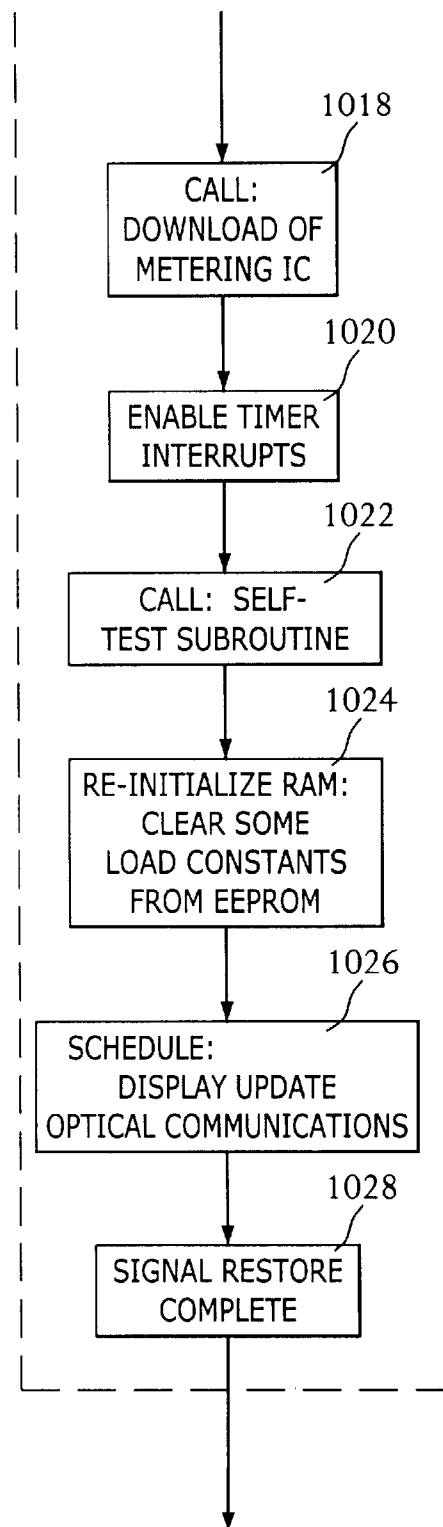 1018
CALL:
DOWNLOAD OF
METERING IC
1020
ENABLE TIMER
INTERRUPTS
1022
CALL: SELF-
TEST SUBROUTINE
1024
RE-INITIALIZE RAM:
CLEAR SOME
LOAD CONSTANTS
FROM EEPROM
1026
SCHEDULE:
DISPLAY UPDATE
OPTICAL COMMUNICATIONS
1028
SIGNAL RESTORE
COMPLETE